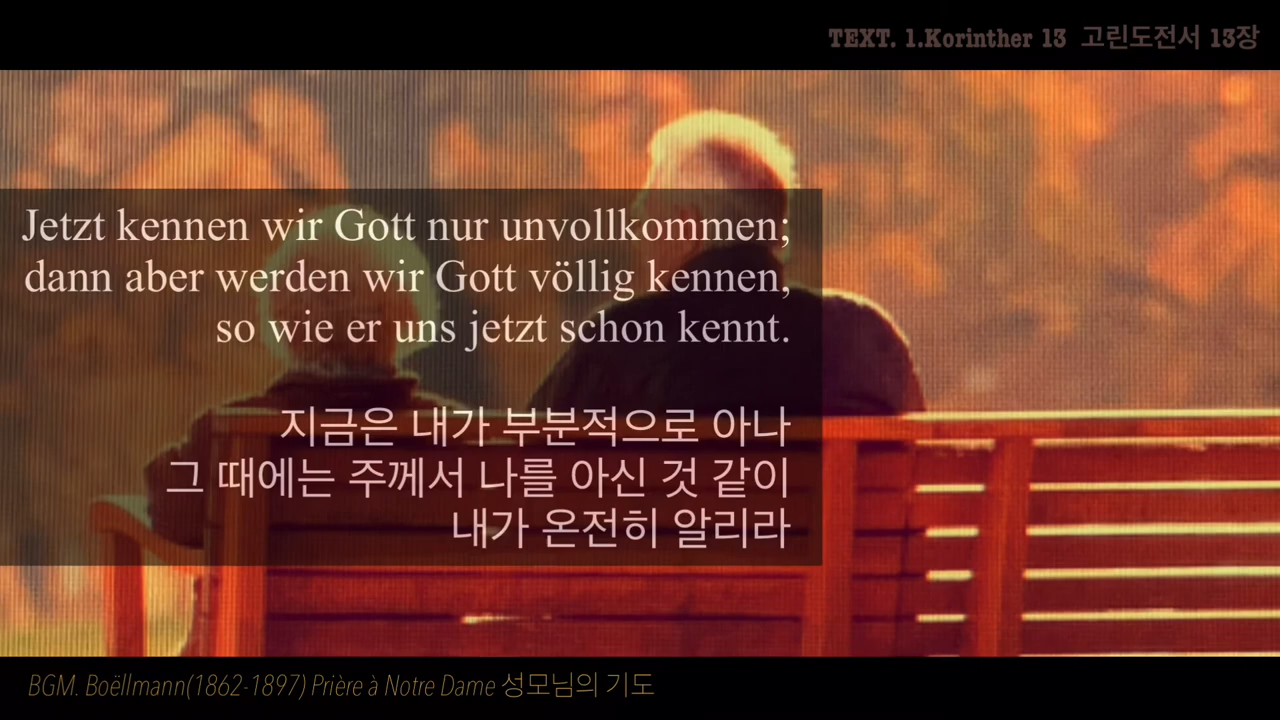 TEXT. 1.Korinther 13 고린도전서 13장
Jetzt kennen wir Gott nur unvollkommen;
dann aber werden wir Gott völlig kennen,
so wie er uns jetzt schon kennt.
지금은 내가 부분적으로 아나
그 때에는 주께서 나를 아신 것 같이
내가 온전히 알리라
BGM. Boëllmann(1862-1897) Prière à Notre Dame 성모님의 기도